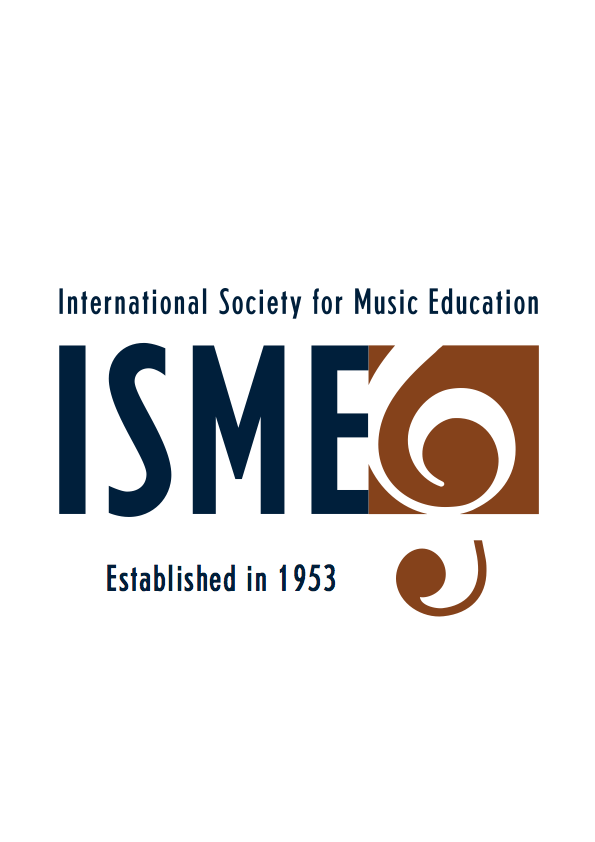 International Society for Music Education
ISME
Established in 1953